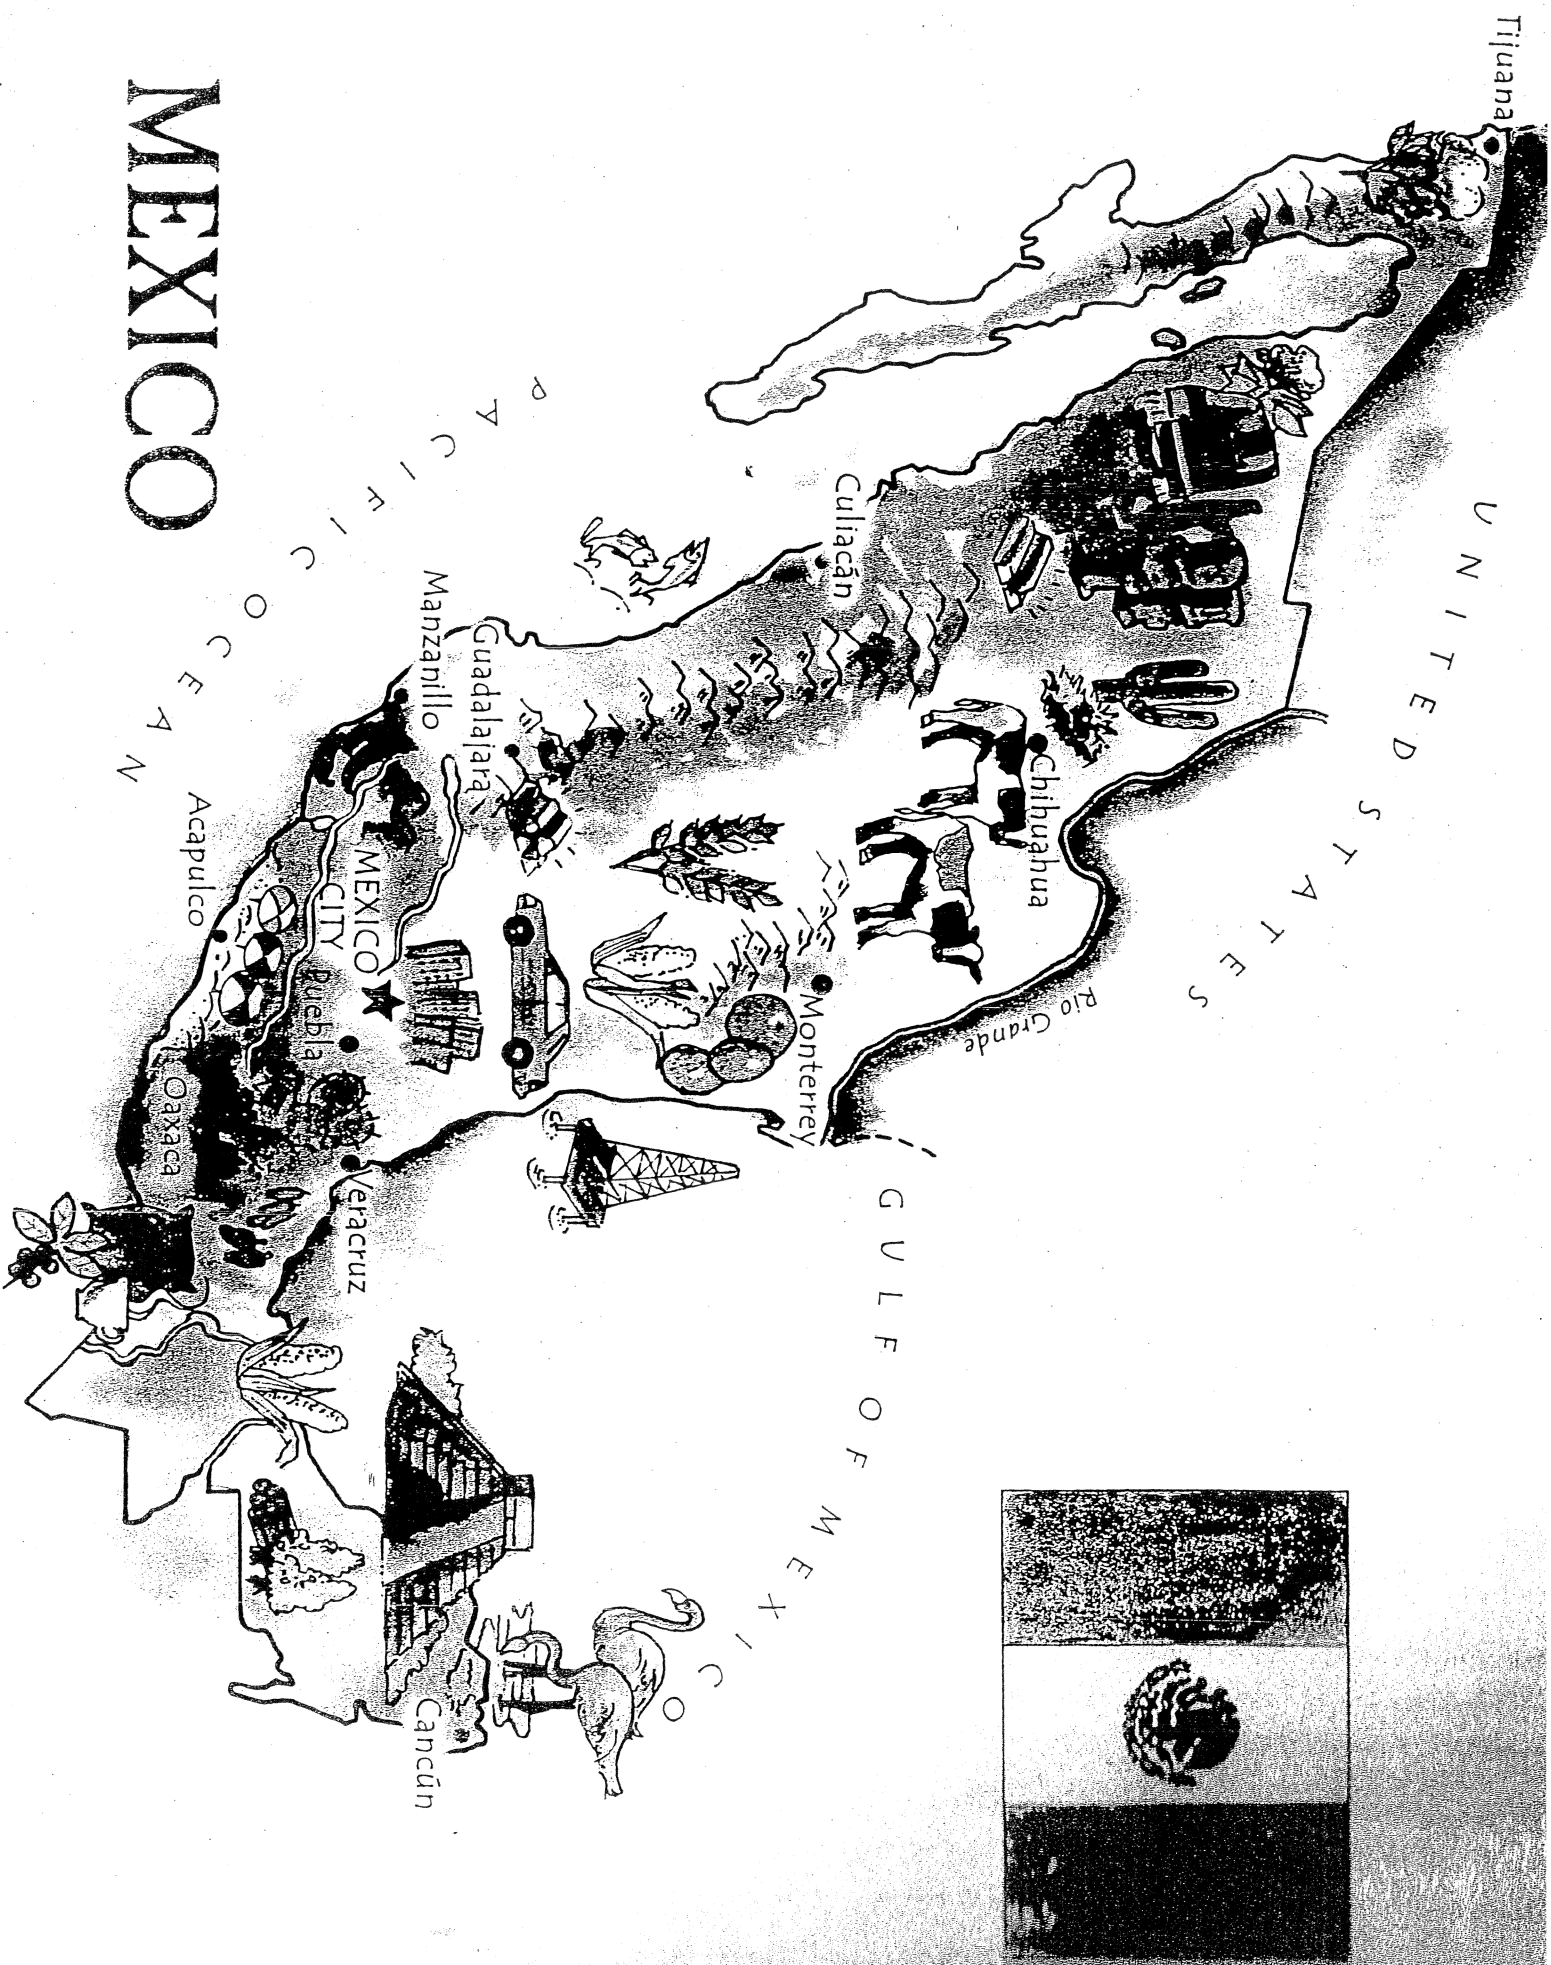 Tijuana
UNITED STATES
Chihuahua
Rio Grande
Culiacán
Monterrey
GULF OF MEXICO
PACIFIC OCEAN
Guadalajara
Manzanillo
MEXICO
CITY
Puebla
Veracruz
Cancún
Acapulco
Oaxaca
MEXICO